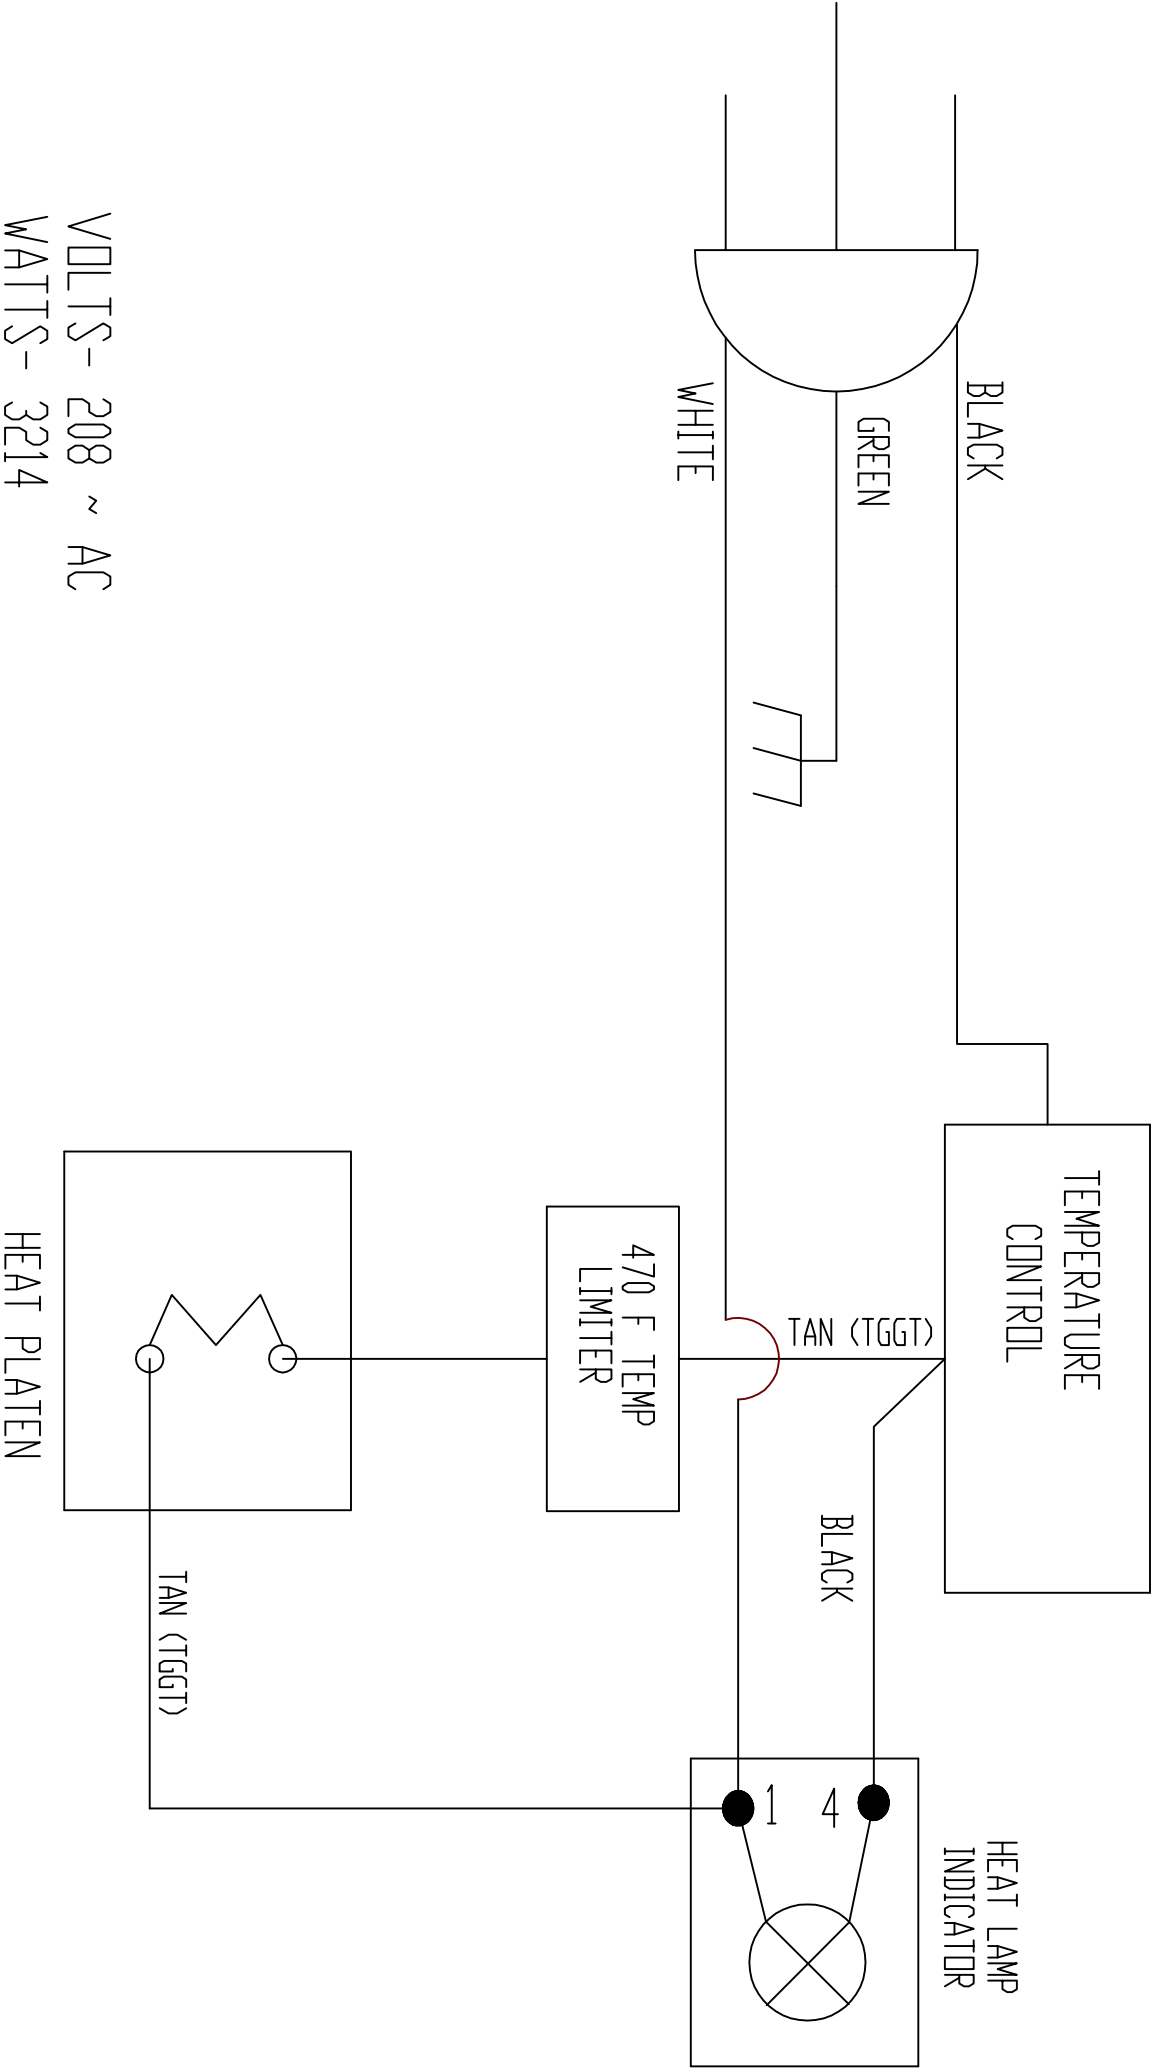 BLACK
GREEN
WHITE
VOLTS- 208 ~ AC
WATTS- 3214
TEMPERATURE
CONTROL
TAN (TGGT)
470 F TEMP
LIMITER
HEAT PLATEN
BLACK
TAN (TGGT)
HEAT LAMP
INDICATOR
4
1